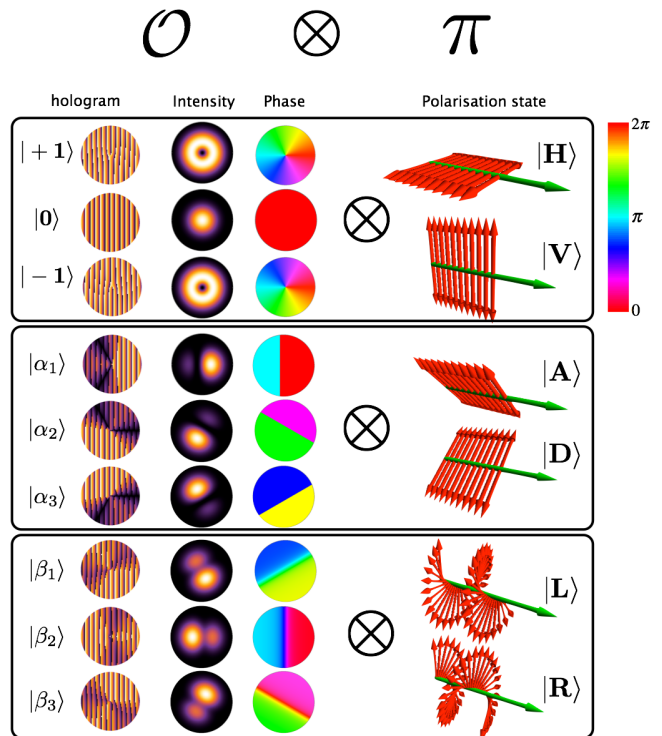 𝒪 ⊗ π
hologram Intensity Phase Polarisation state
|+1⟩ |H⟩ 2π
|0⟩ ⊗ π
|−1⟩ |V⟩ 0
|α₁⟩ |A⟩
|α₂⟩ ⊗ |D⟩
|α₃⟩
|β₁⟩ |L⟩
|β₂⟩ ⊗
|β₃⟩ |R⟩